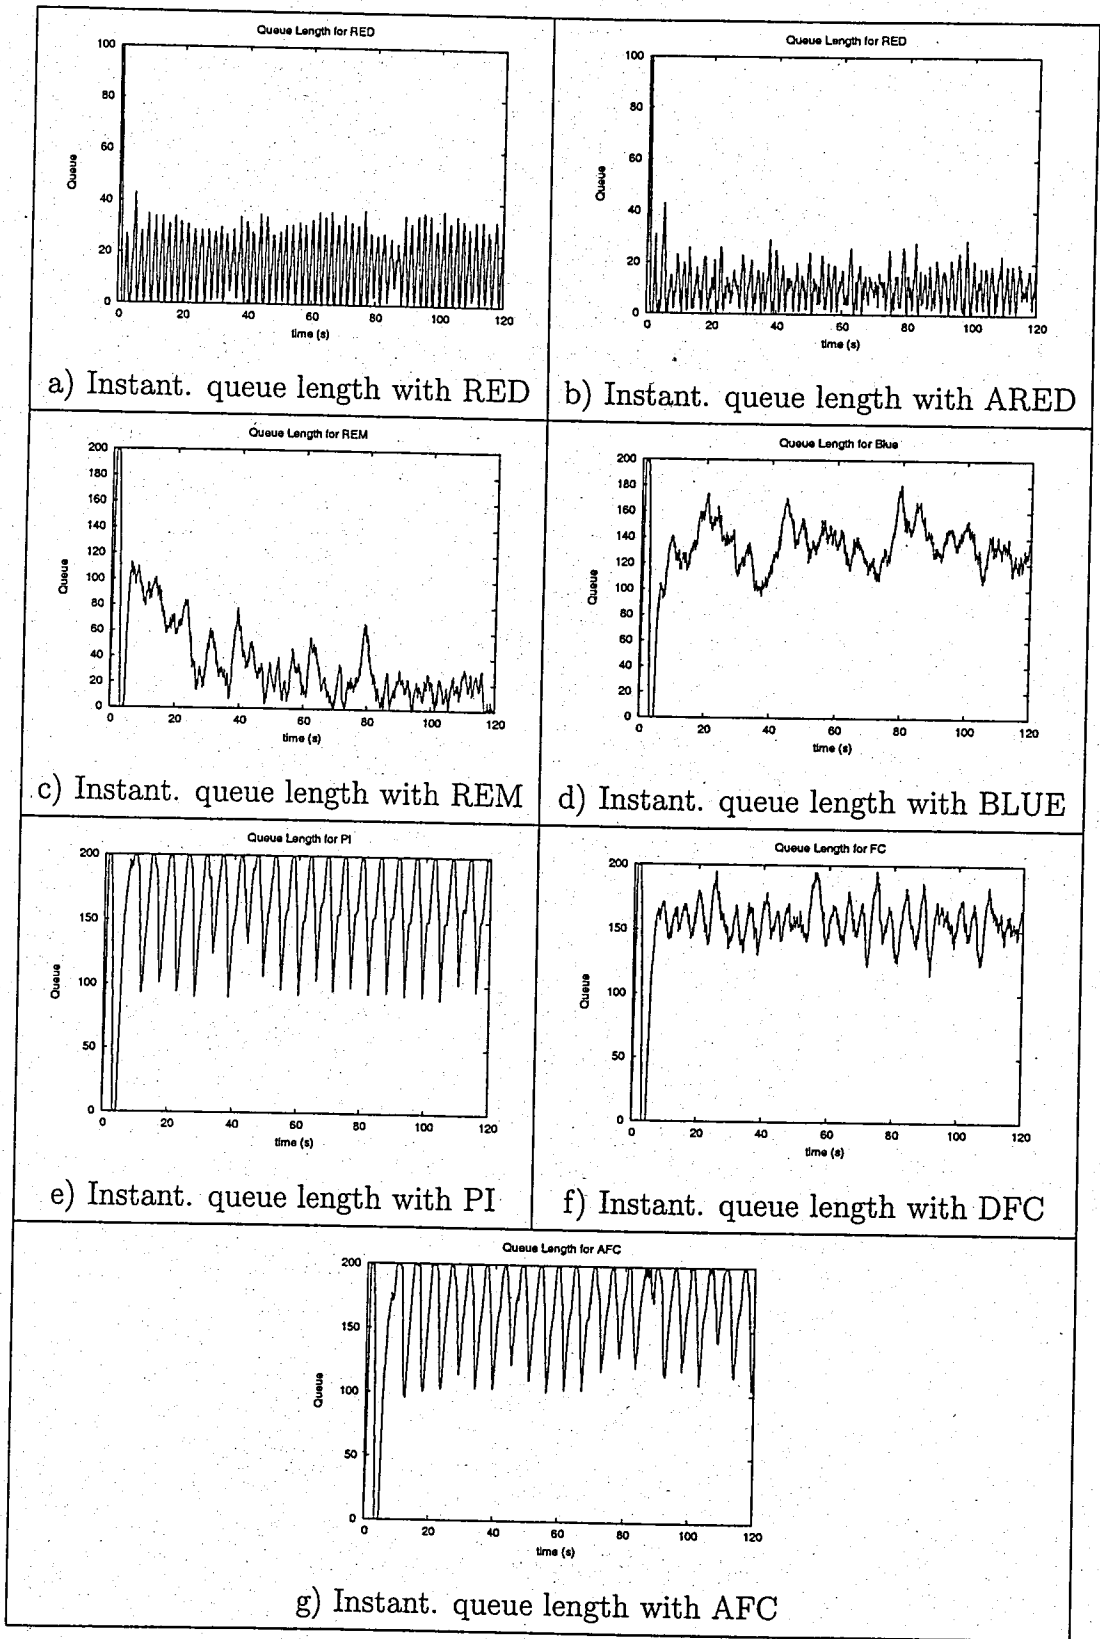 Queue Length for RED
100
80
60
40
20
0
Queue
0 20 40 60 80 100 120
time (s)
a) Instant. queue length with RED
Queue Length for RED
100
80
60
40
20
0
Queue
0 20 40 60 80 100 120
time (s)
b) Instant. queue length with ARED
Queue Length for REM
200
180
160
140
120
100
80
60
40
20
0
Queue
0 20 40 60 80 100 120
time (s)
c) Instant. queue length with REM
Queue Length for Blue
200
180
160
140
120
100
80
60
40
20
0
Queue
0 20 40 60 80 100 120
time (s)
d) Instant. queue length with BLUE
Queue Length for PI
200
150
100
50
0
Queue
0 20 40 60 80 100 120
time (s)
e) Instant. queue length with PI
Queue Length for FC
200
150
100
50
0
Queue
0 20 40 60 80 100 120
time (s)
f) Instant. queue length with DFC
Queue Length for AFC
200
150
100
50
0
Queue
0 20 40 60 80 100 120
time (s)
g) Instant. queue length with AFC